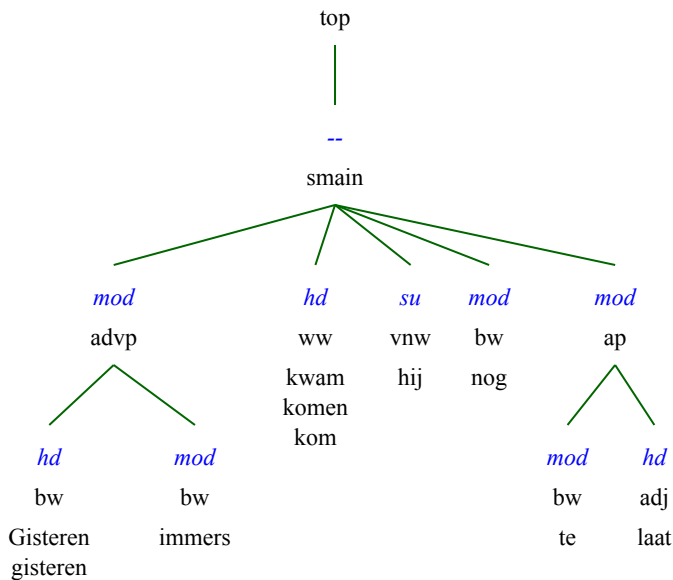 top
--
smain
mod hd su mod mod
advp ww vnw bw ap
kwam hij nog
komen
kom
hd mod mod hd
bw bw bw adj
Gisteren immers te laat
gisteren